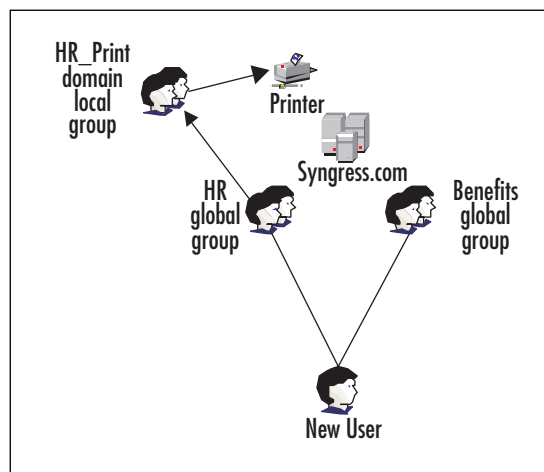 HR_Print
domain
local
group
Printer
Syngress.com
HR
global
group
Benefits
global
group
New User